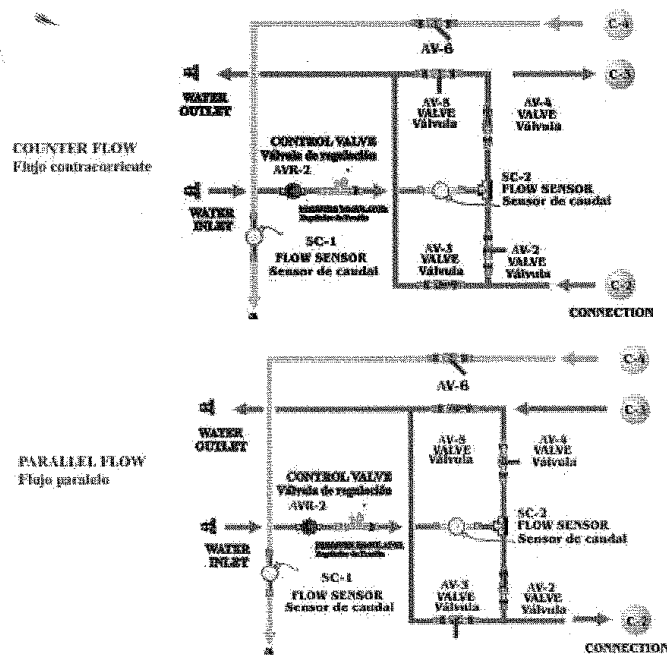 C-4
AV-6
C-3
WATER
OUTLET
AV-5
VALVE
Válvula
AV-4
VALVE
Válvula
COUNTER FLOW
Flujo contracorriente
CONTROL VALVE
Válvula de regulación
AVR-2
SC-2
FLOW SENSOR
Sensor de caudal
WATER
INLET
SC-1
FLOW SENSOR
Sensor de caudal
AV-3
VALVE
Válvula
AV-2
VALVE
Válvula
C-2
CONNECTION
C-4
AV-6
C-3
WATER
OUTLET
AV-5
VALVE
Válvula
AV-4
VALVE
Válvula
PARALLEL FLOW
Flujo paralelo
CONTROL VALVE
Válvula de regulación
AVR-2
SC-2
FLOW SENSOR
Sensor de caudal
WATER
INLET
SC-1
FLOW SENSOR
Sensor de caudal
AV-3
VALVE
Válvula
AV-2
VALVE
Válvula
C-2
CONNECTION